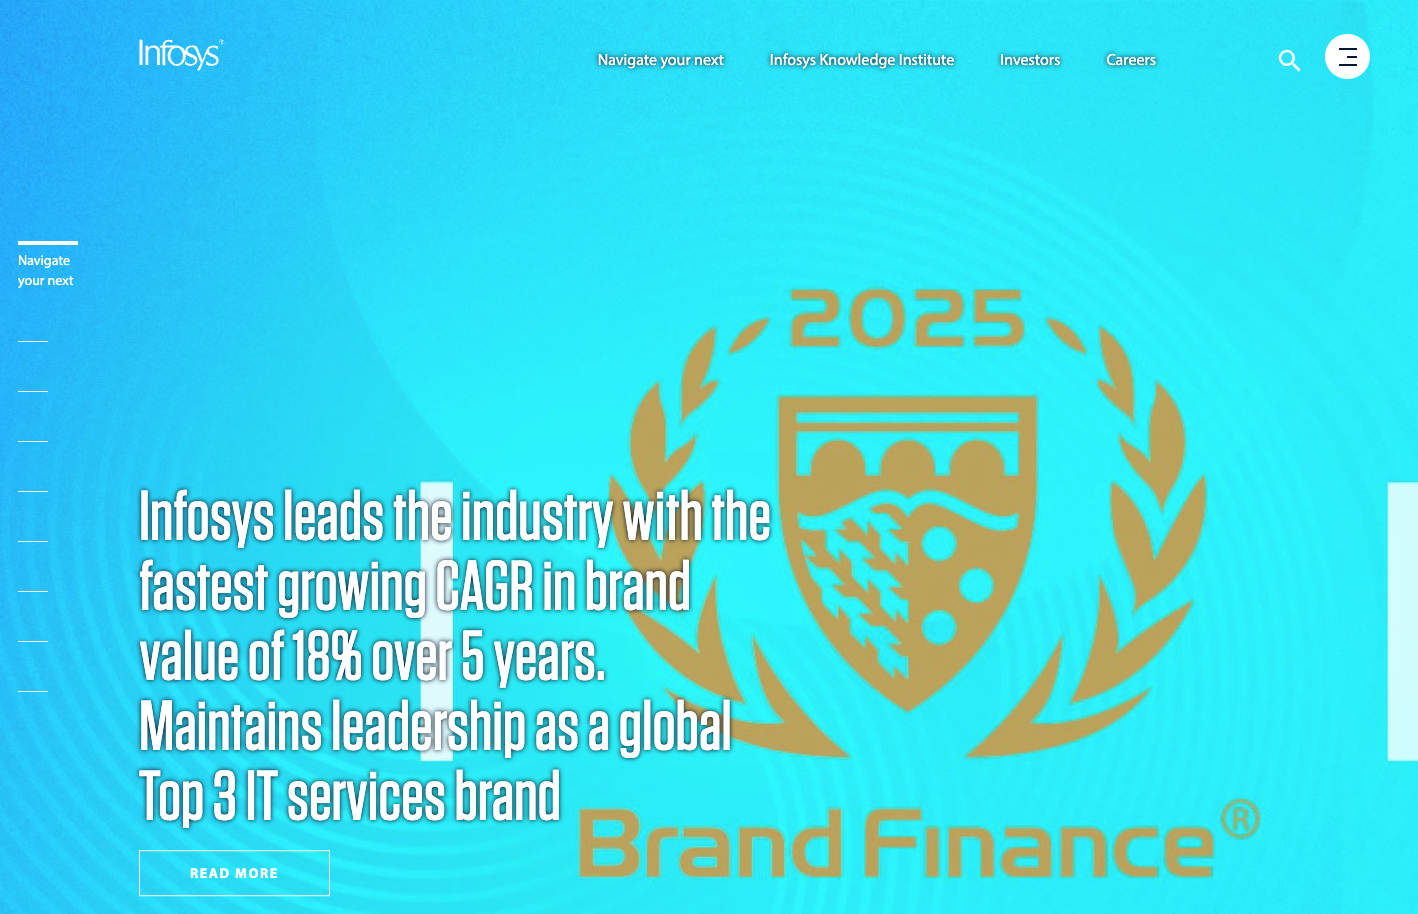 Infosys®
Navigate your next
Infosys Knowledge Institute
Investors
Careers
Navigate
your next
2025
Infosys leads the industry with the
fastest growing CAGR in brand
value of 18% over 5 years.
Maintains leadership as a global
Top 3 IT services brand
Brand Finance®
READ MORE